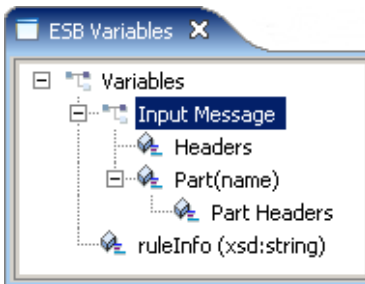 ESB Variables
Variables
Input Message
Headers
Part(name)
Part Headers
ruleInfo (xsd:string)